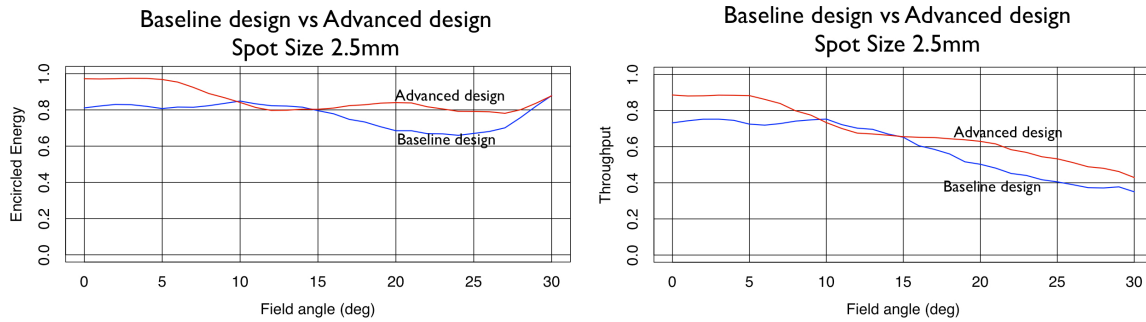 Baseline design vs Advanced design
Spot Size 2.5mm
Encircled Energy
1.0
0.8
0.6
0.4
0.2
0.0
Advanced design
Baseline design
0 5 10 15 20 25 30
Field angle (deg)
Baseline design vs Advanced design
Spot Size 2.5mm
Throughput
1.0
0.8
0.6
0.4
0.2
0.0
Advanced design
Baseline design
0 5 10 15 20 25 30
Field angle (deg)